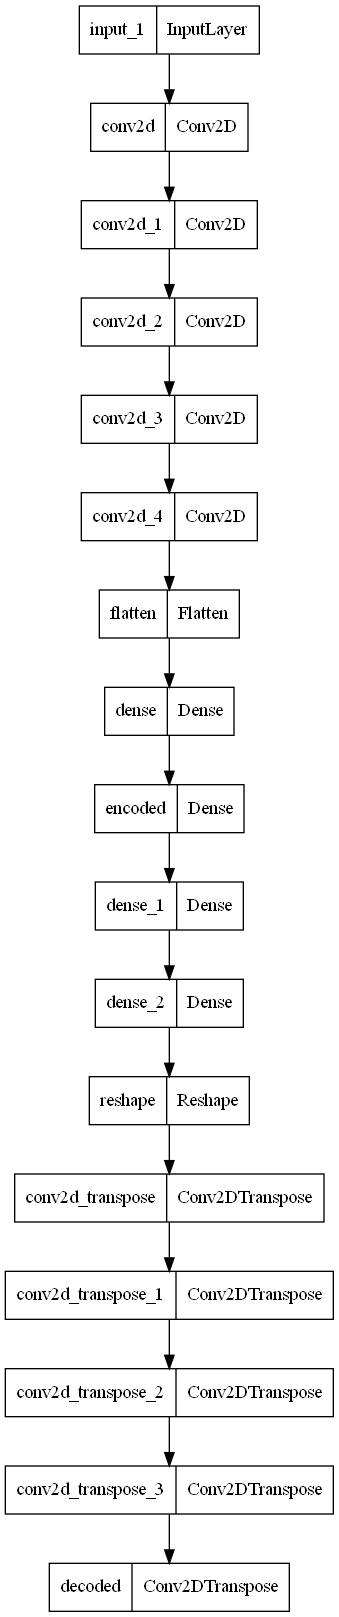 input_1 InputLayer
conv2d Conv2D
conv2d_1 Conv2D
conv2d_2 Conv2D
conv2d_3 Conv2D
conv2d_4 Conv2D
flatten Flatten
dense Dense
encoded Dense
dense_1 Dense
dense_2 Dense
reshape Reshape
conv2d_transpose Conv2DTranspose
conv2d_transpose_1 Conv2DTranspose
conv2d_transpose_2 Conv2DTranspose
conv2d_transpose_3 Conv2DTranspose
decoded Conv2DTranspose